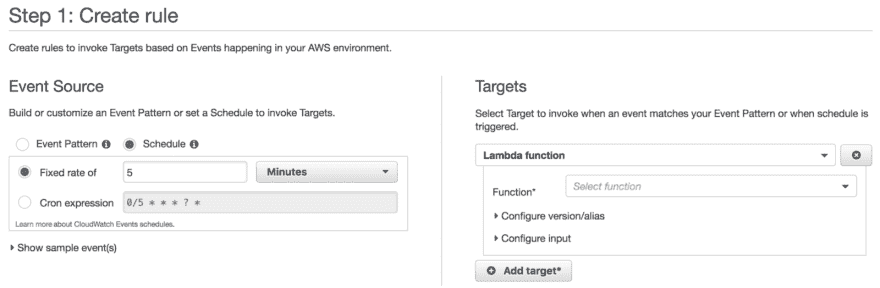 Step 1: Create rule
Create rules to invoke Targets based on Events happening in your AWS environment.
Event Source
Build or customize an Event Pattern or set a Schedule to invoke Targets.
Event Pattern
Schedule
Fixed rate of
5
Minutes
Cron expression
0/5 * * * ? *
Learn more about CloudWatch Events schedules.
Show sample event(s)
Targets
Select Target to invoke when an event matches your Event Pattern or when schedule is
triggered.
Lambda function
Function*
Select function
Configure version/alias
Configure input
Add target*